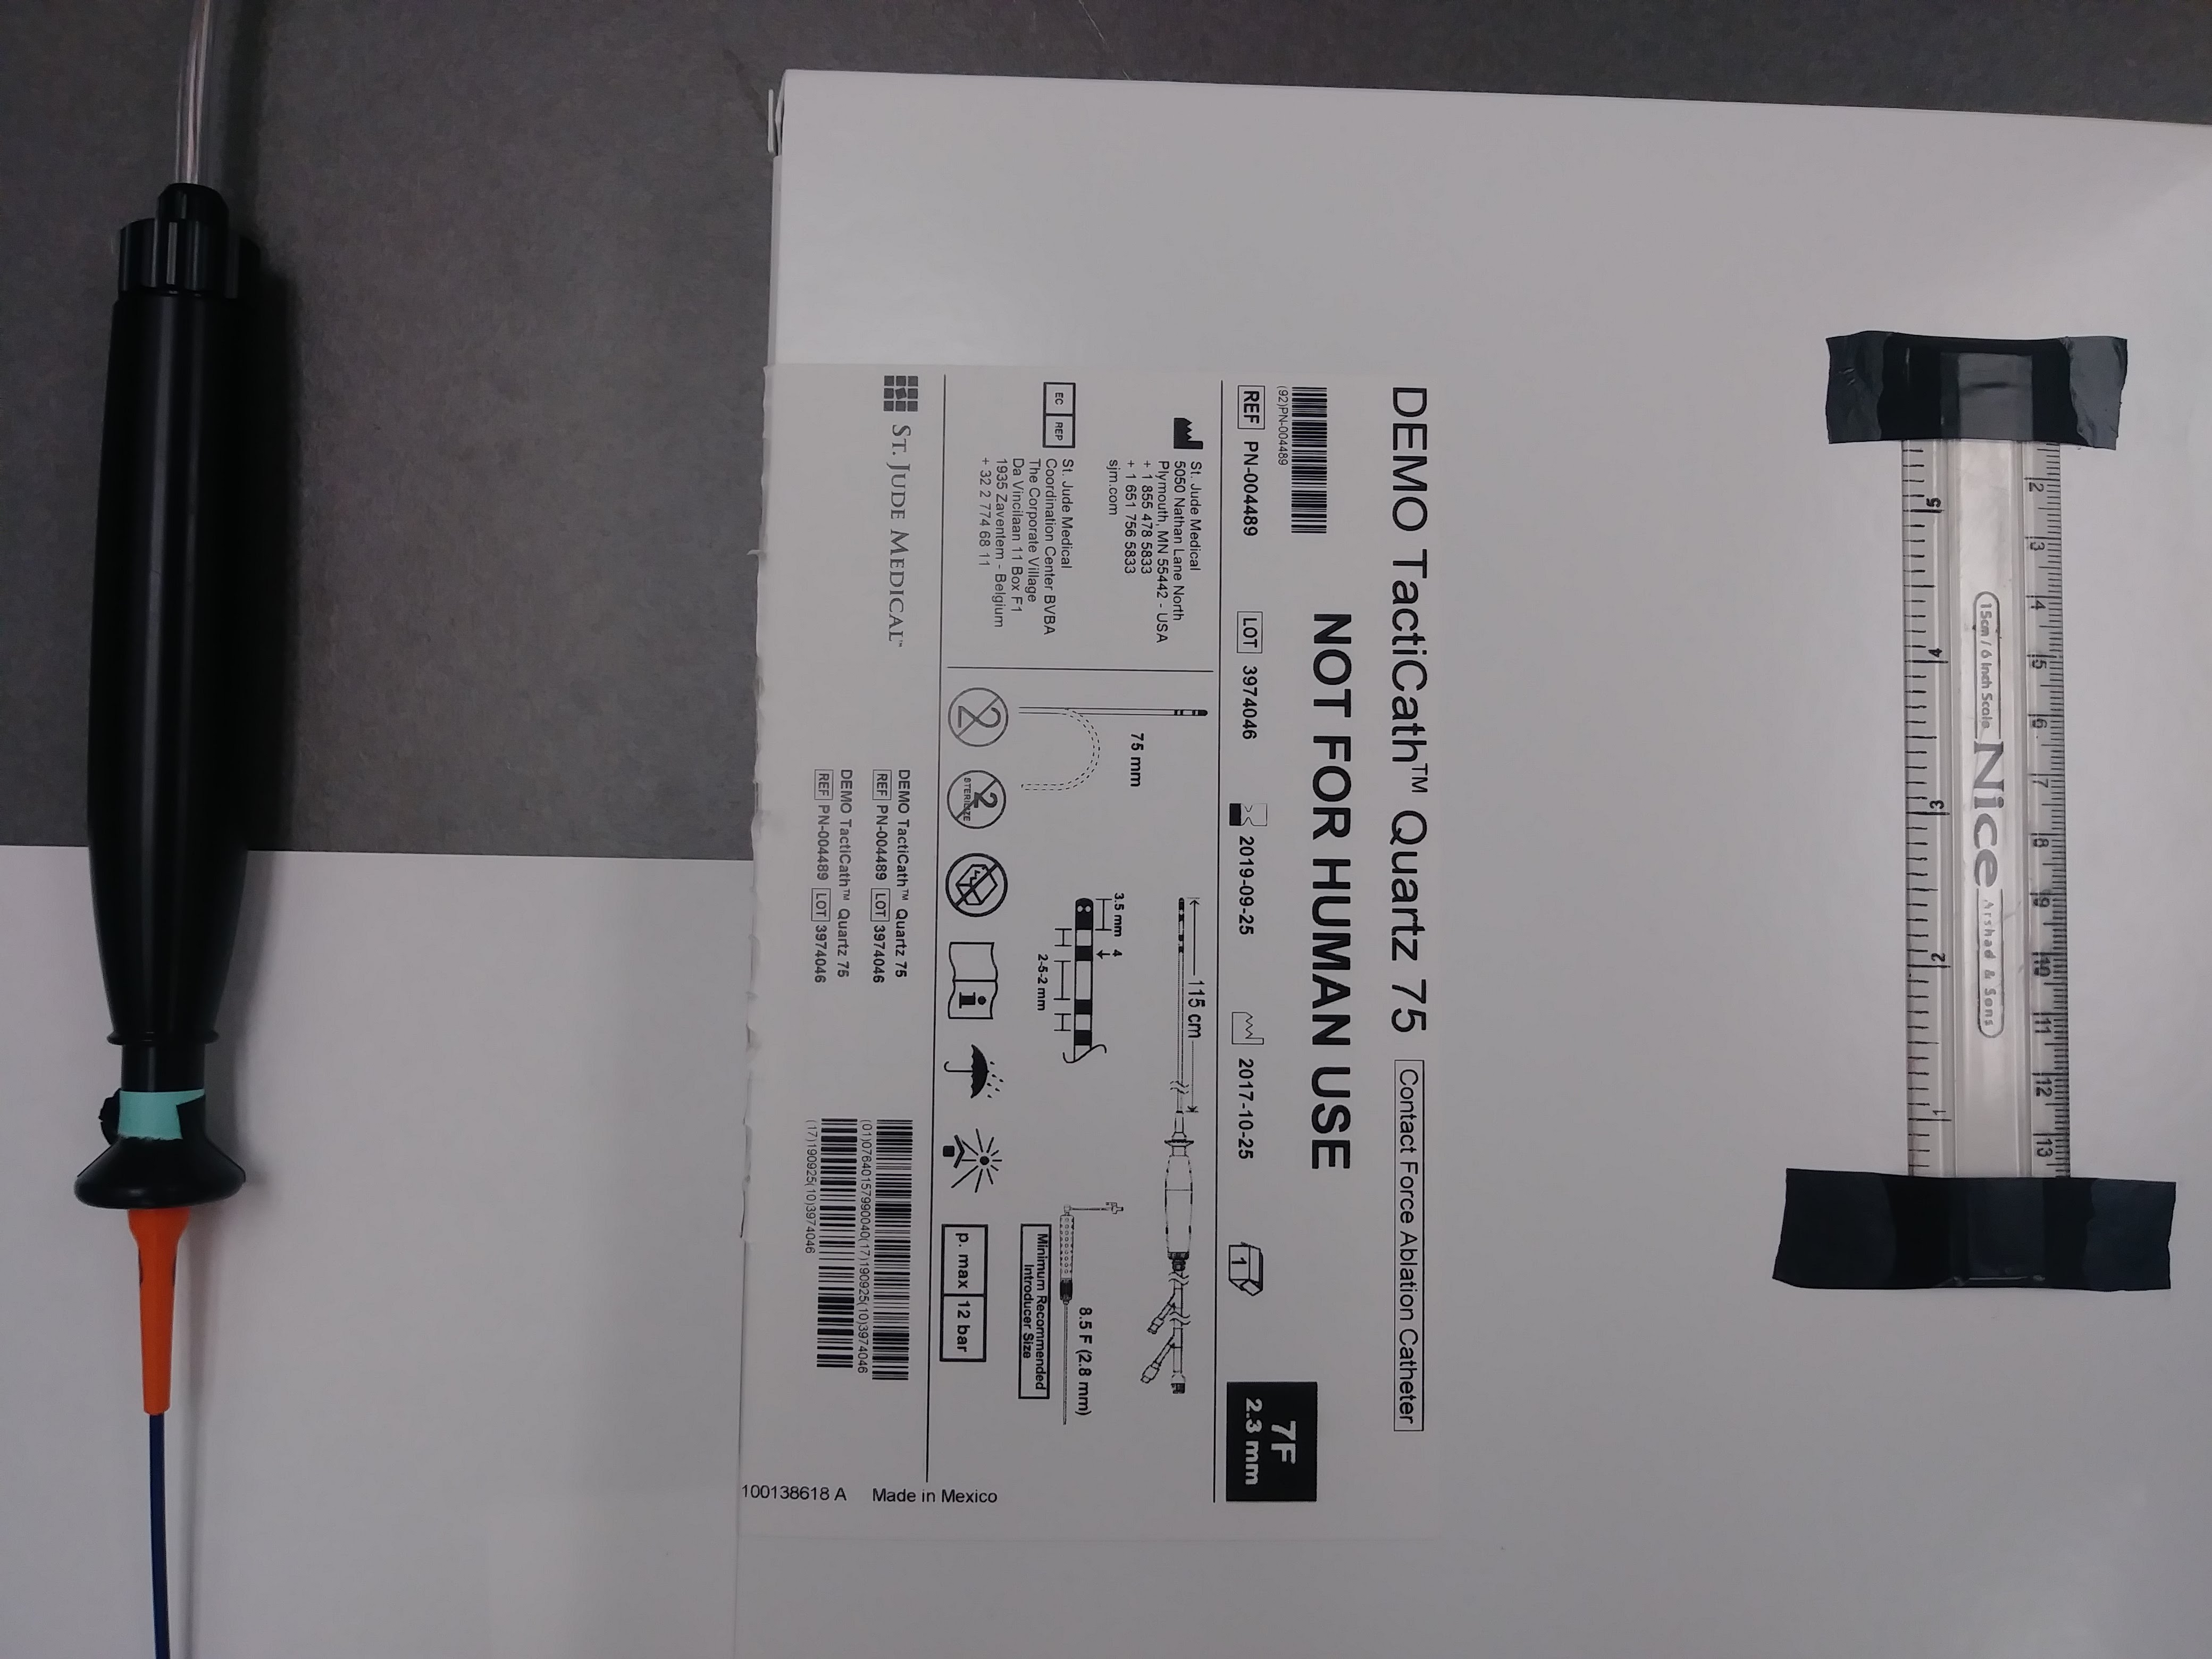 DEMO TactiCath™ Quartz 75 Contact Force Ablation Catheter
NOT FOR HUMAN USE
(92)PN-004489
REF PN-004489 LOT 3974046 2019-09-25 2017-10-25 1
7F
2.3 mm
St. Jude Medical
5050 Nathan Lane North
Plymouth, MN 55442 - USA
+ 1 855 478 5833
+ 1 651 756 5833
sjm.com
EC REP
St. Jude Medical
Coordination Center BVBA
The Corporate Village
Da Vincilaan 11 Box F1
1935 Zaventem - Belgium
+ 32 2 774 68 11
75 mm
115 cm
3.5 mm 4
2-5-2 mm
8.5 F (2.8 mm)
Minimum Recommended
Introducer Size
2
2
STERILIZE
i
p. max 12 bar
ST. JUDE MEDICAL™
DEMO TactiCath™ Quartz 75
REF PN-004489 LOT 3974046
DEMO TactiCath™ Quartz 75
REF PN-004489 LOT 3974046
(01)07640157990040(17)190925(10)3974046
(17)190925(10)3974046
100138618 A Made in Mexico
2 3 4 5 6 7 8 9 10 11 12 13
15cm / 6 Inch Scale Nice Arshad & Sons
5 4 3 2 1